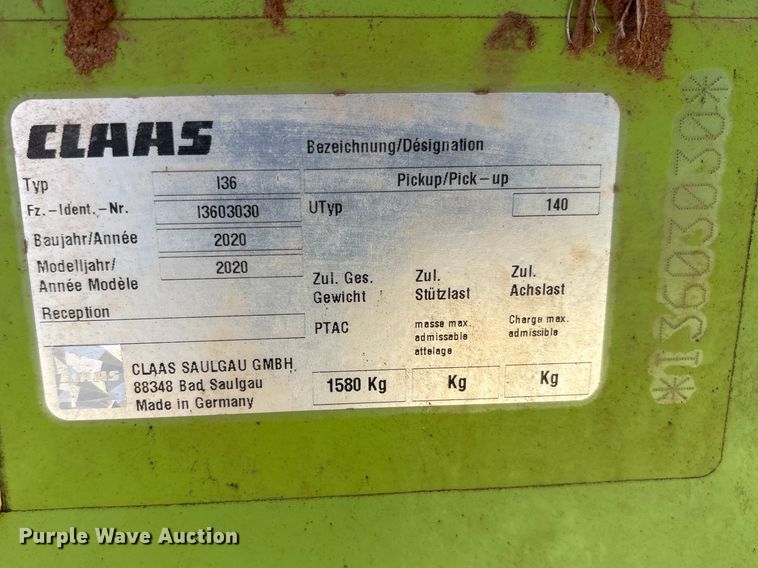 CLAAS
Bezeichnung/Désignation
Typ I36 Pickup/Pick-up
Fz.-Ident.-Nr. I3603030 UTyp 140
Baujahr/Année 2020
Modelljahr/ 2020
Année Modèle
Reception
Zul. Ges. Zul. Zul.
Gewicht Stützlast Achslast
PTAC masse max. Charge max.
admissable admissible
attelage
1580 Kg Kg Kg
CLAAS
CLAAS SAULGAU GMBH
88348 Bad Saulgau
Made in Germany
*I3603030*
Purple Wave Auction